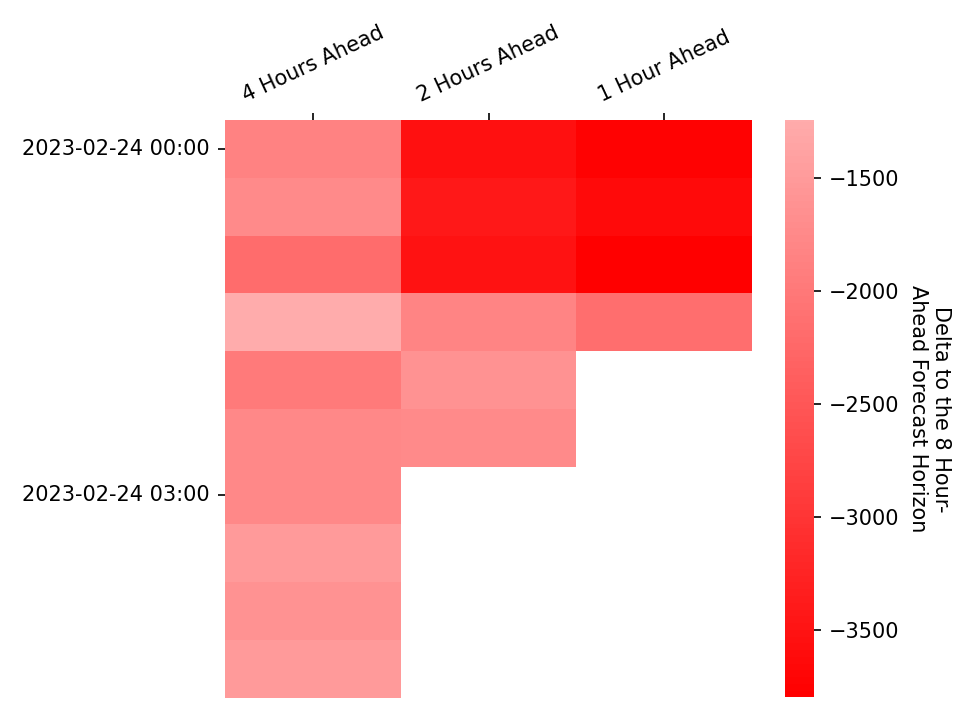 4 Hours Ahead
2 Hours Ahead
1 Hour Ahead
2023-02-24 00:00
2023-02-24 03:00
−1500
−2000
−2500
−3000
−3500
Delta to the 8 Hour-
Ahead Forecast Horizon